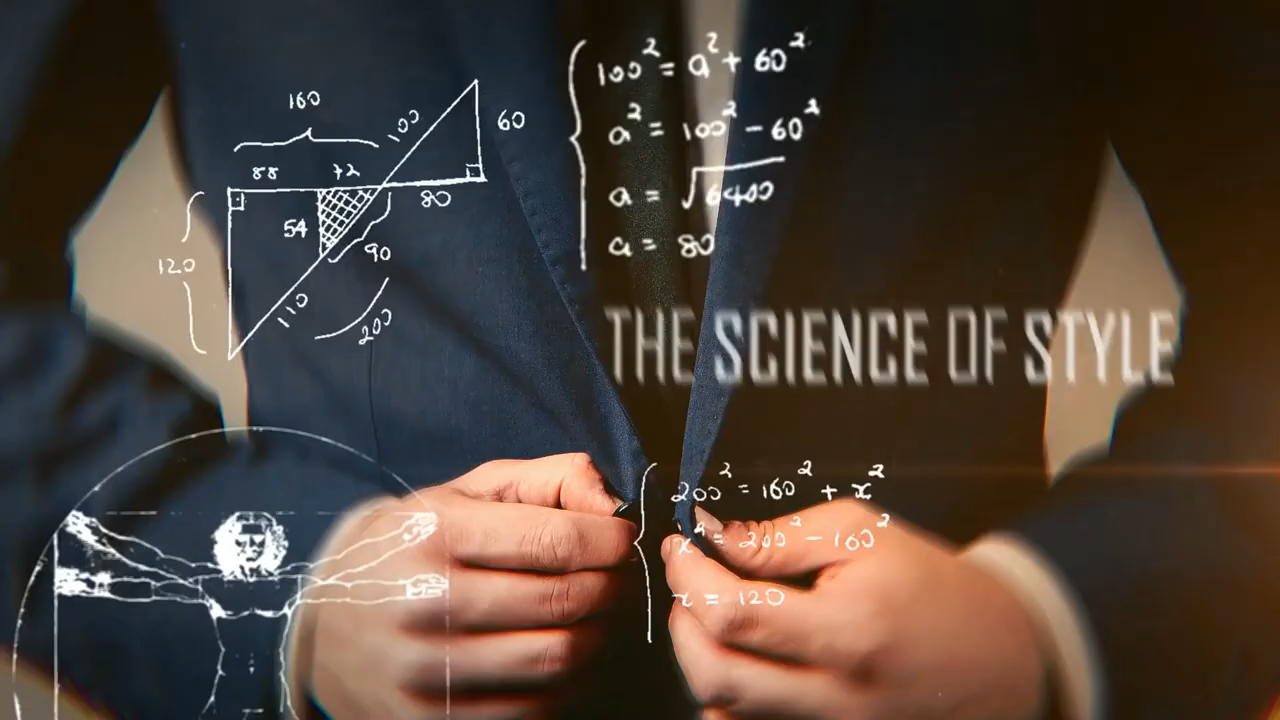 160
100
60
88
72
80
54
90
120
110
200
100² = a² + 60²
a² = 100² - 60²
a = √6400
a = 80
THE SCIENCE OF STYLE
200² = 160² + x²
x² = 200² - 160²
x = 120